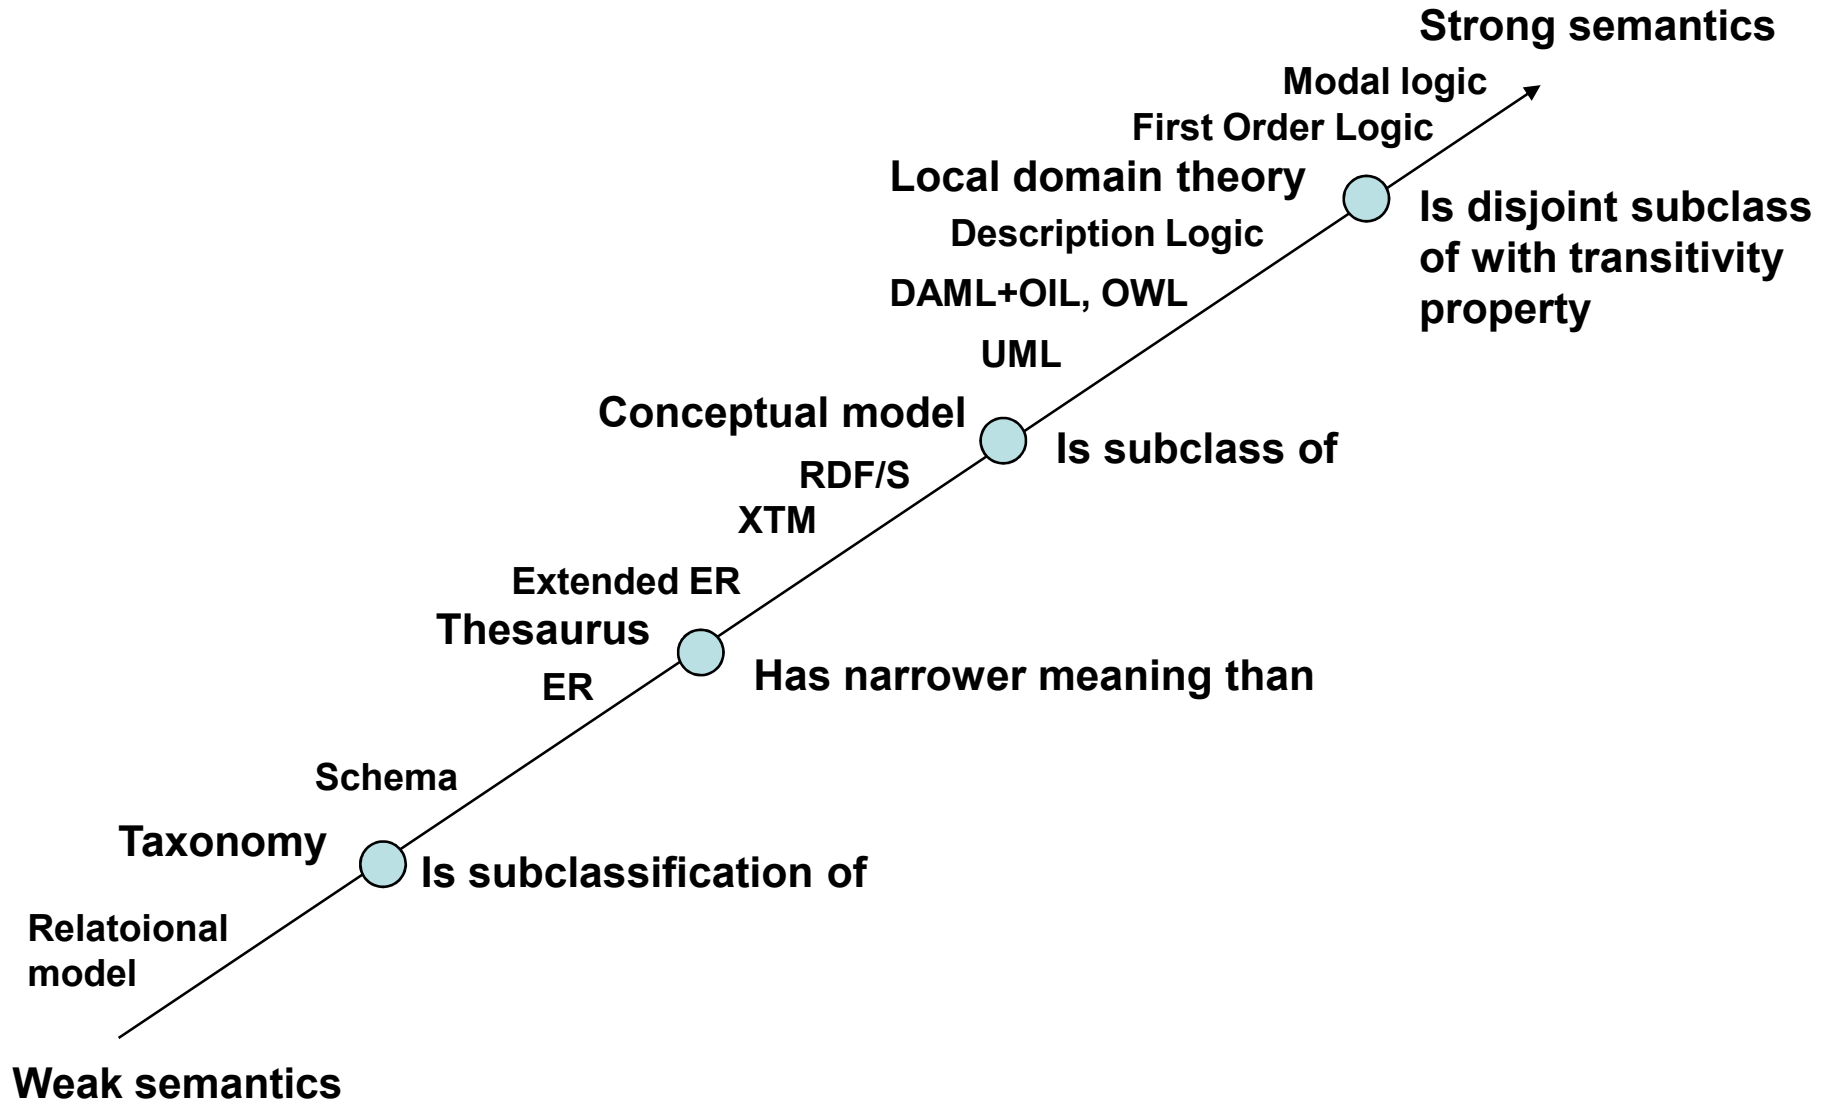 Strong semantics
Modal logic
First Order Logic
Local domain theory
Is disjoint subclass
of with transitivity
property
Description Logic
DAML+OIL, OWL
UML
Conceptual model
Is subclass of
RDF/S
XTM
Extended ER
Thesaurus
Has narrower meaning than
ER
Schema
Taxonomy
Is subclassification of
Relatoional
model
Weak semantics